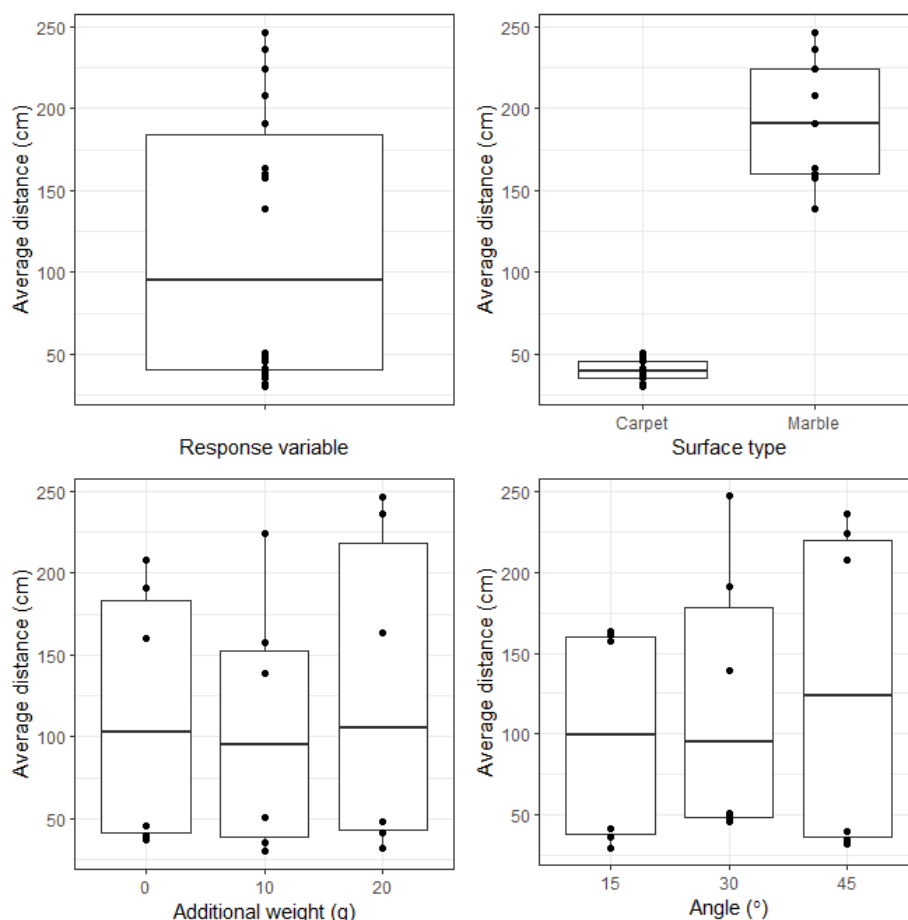 250
200
150
100
50
Average distance (cm)
Response variable
250
200
150
100
50
Average distance (cm)
Carpet Marble
Surface type
250
200
150
100
50
Average distance (cm)
0 10 20
Additional weight (g)
250
200
150
100
50
Average distance (cm)
15 30 45
Angle (°)